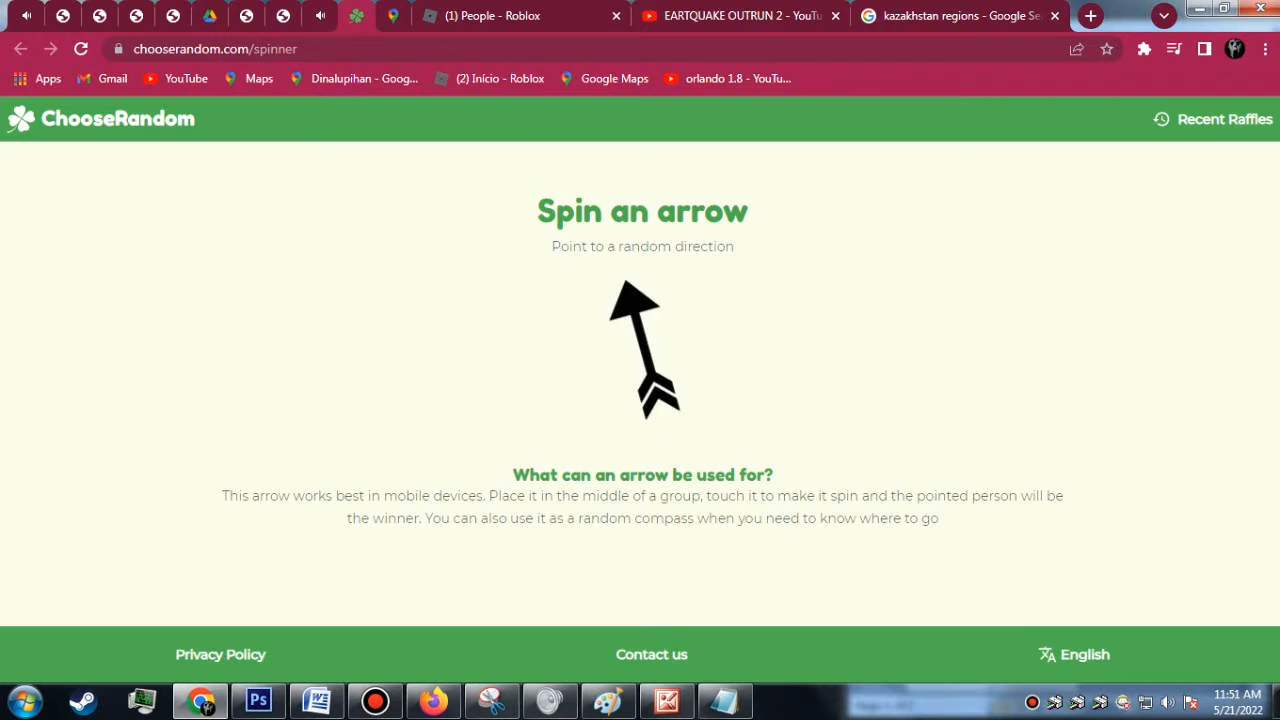 (1) People - Roblox
EARTQUAKE OUTRUN 2 - YouTu
kazakhstan regions - Google Se
chooserandom.com/spinner
Apps
Gmail
YouTube
Maps
Dinalupihan - Goog...
(2) Início - Roblox
Google Maps
orlando 1.8 - YouTu...
ChooseRandom
Recent Raffles
Spin an arrow
Point to a random direction
What can an arrow be used for?
This arrow works best in mobile devices. Place it in the middle of a group, touch it to make it spin and the pointed person will be
the winner. You can also use it as a random compass when you need to know where to go
Privacy Policy
Contact us
English
Ps
11:51 AM
5/21/2022